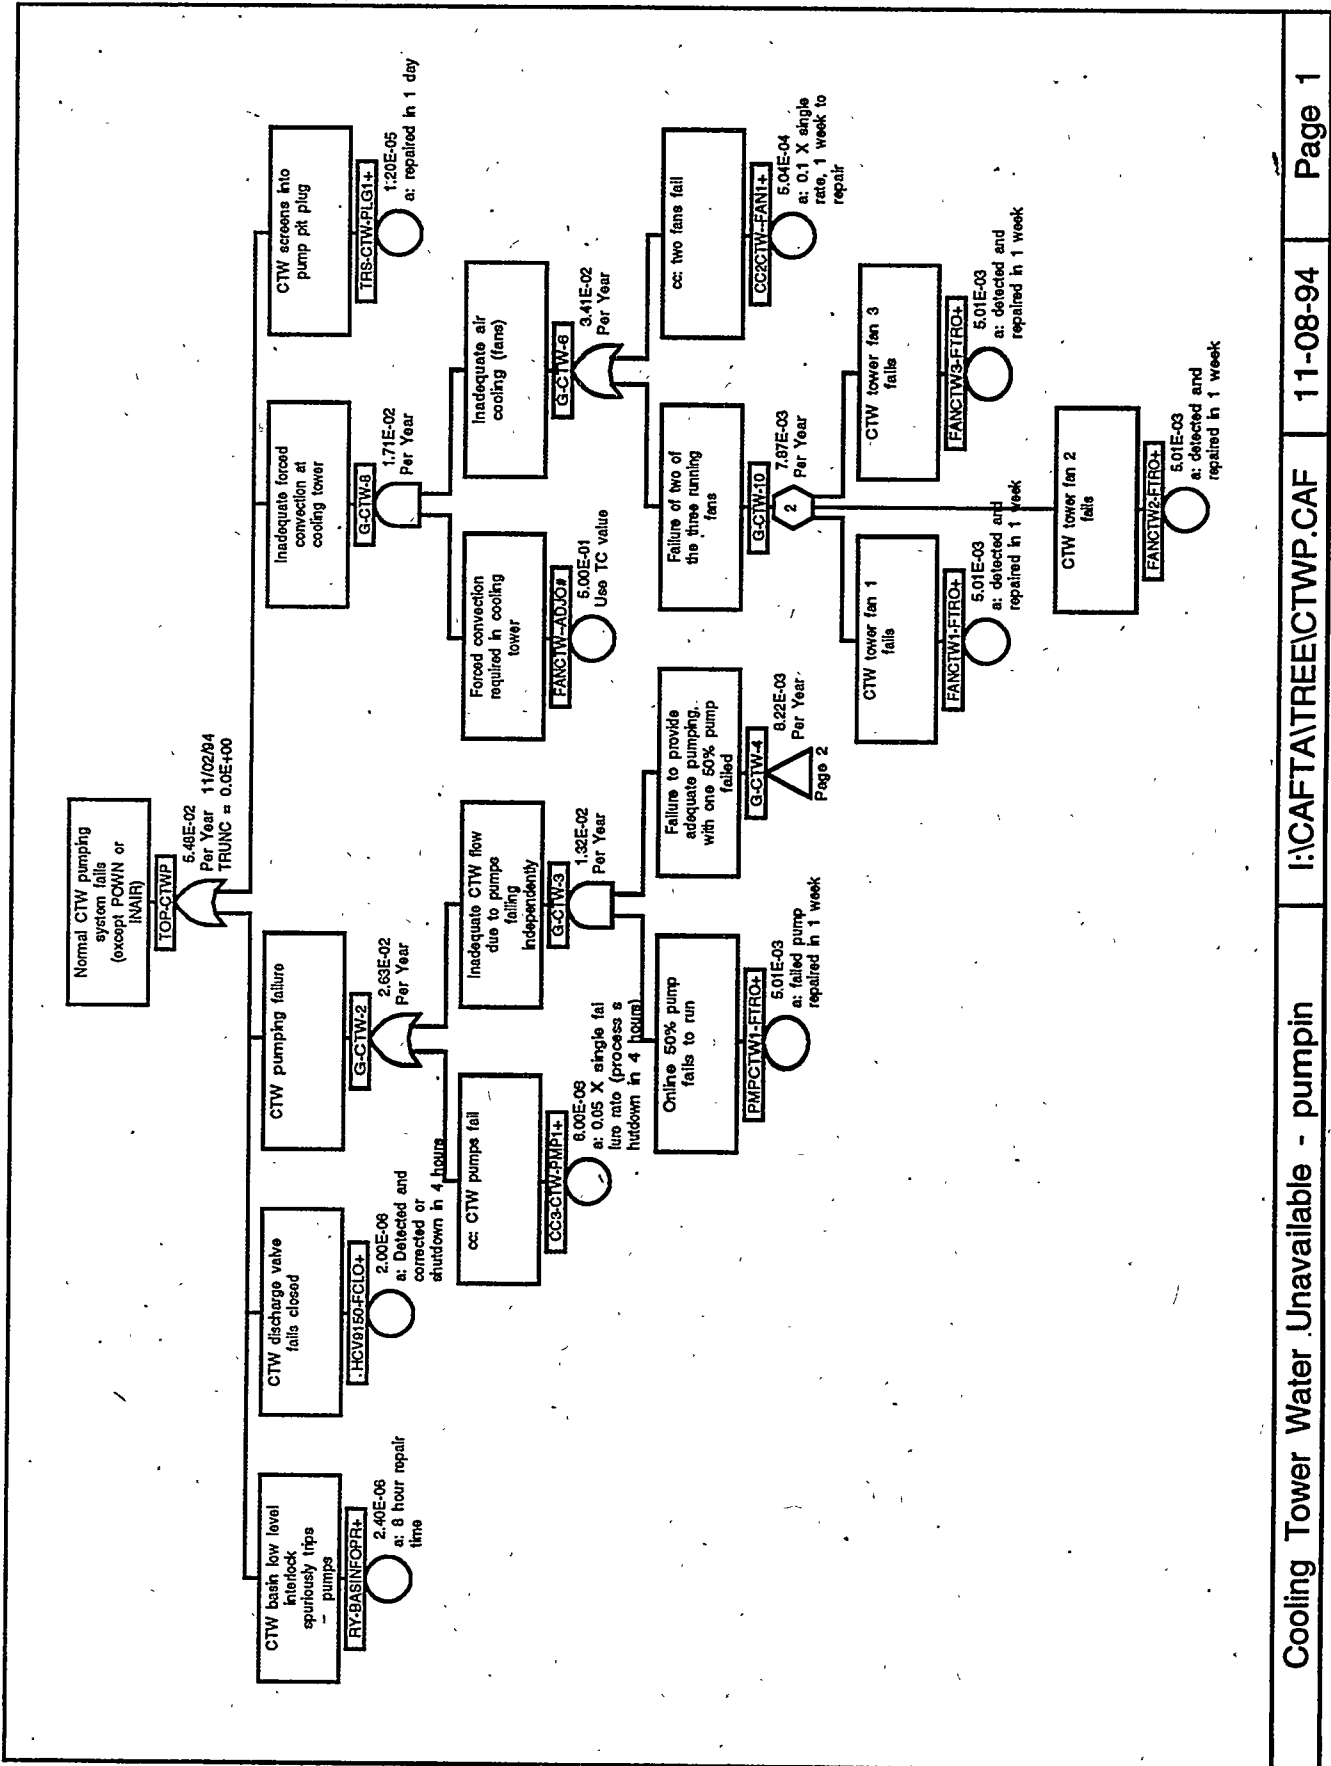 Normal CTW pumping
system fails
(except POWN or
INAIR)
TOP-CTWP
5.48E-02
Per Year 11/02/94
TRUNC = 0.0E+00
CTW basin low level
interlock
spuriously trips
-- pumps
RY-BASINFOPR+
2.40E-06
a: 8 hour repair
time
CTW discharge valve
fails closed
HCV9150-FCLO+
2.00E-06
a: Detected and
corrected or
shutdown in 4 hours
CTW pumping failure
G-CTW-2
2.63E-02
Per Year
Inadequate forced
convection at
cooling tower
G-CTW-8
1.71E-02
Per Year
CTW screens into
pump pit plug
TRS-CTW-PLG1+
1.20E-05
a: repaired in 1 day
cc: CTW pumps fail
CC3-CTW-PMP1+
6.00E-06
a: 0.05 X single fai
lure rate (process s
hutdown in 4 hours)
Inadequate CTW flow
due to pumps
failing
independently
G-CTW-3
1.32E-02
Per Year
Forced convection
required in cooling
tower
FANCTW--ADJO#
5.00E-01
Use TC value
Inadequate air
cooling (fans)
G-CTW-6
3.41E-02
Per Year
Online 50% pump
fails to run
PMPCTW1-FTRO+
5.01E-03
a: failed pump
repaired in 1 week
Failure to provide
adequate pumping,
with one 50% pump
failed
G-CTW-4
8.22E-03
Per Year
Page 2
Failure of two of
the three running
fans
G-CTW-10
7.87E-03
Per Year
2
cc: two fans fail
CC2CTW--FAN1+
5.04E-04
a: 0.1 X single
rate, 1 week to
repair
CTW tower fan 1
fails
FANCTW1-FTRO+
5.01E-03
a: detected and
repaired in 1 week
CTW tower fan 3
fails
FANCTW3-FTRO+
5.01E-03
a: detected and
repaired in 1 week
CTW tower fan 2
fails
FANCTW2-FTRO+
5.01E-03
a: detected and
repaired in 1 week
Cooling Tower Water Unavailable - pumpin
I:\CAFTA\TREE\CTWP.CAF
11-08-94
Page 1